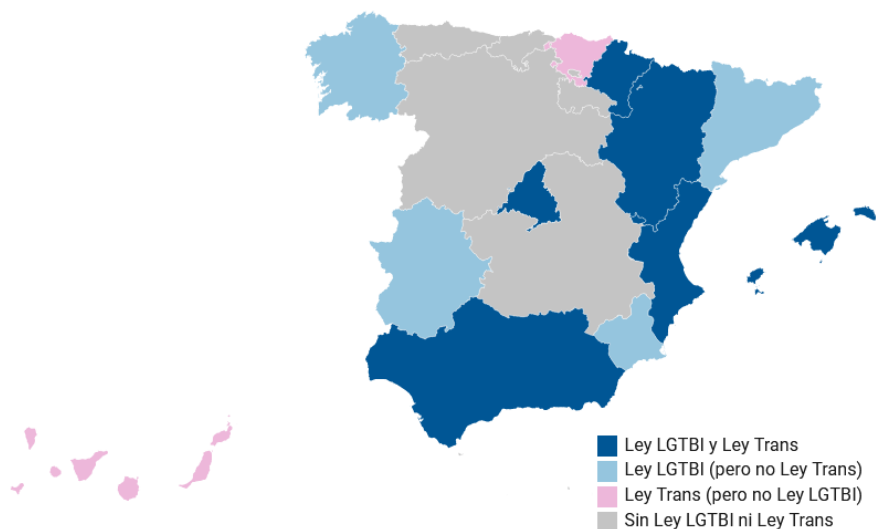 Ley LGTBI y Ley Trans
Ley LGTBI (pero no Ley Trans)
Ley Trans (pero no Ley LGTBI)
Sin Ley LGTBI ni Ley Trans